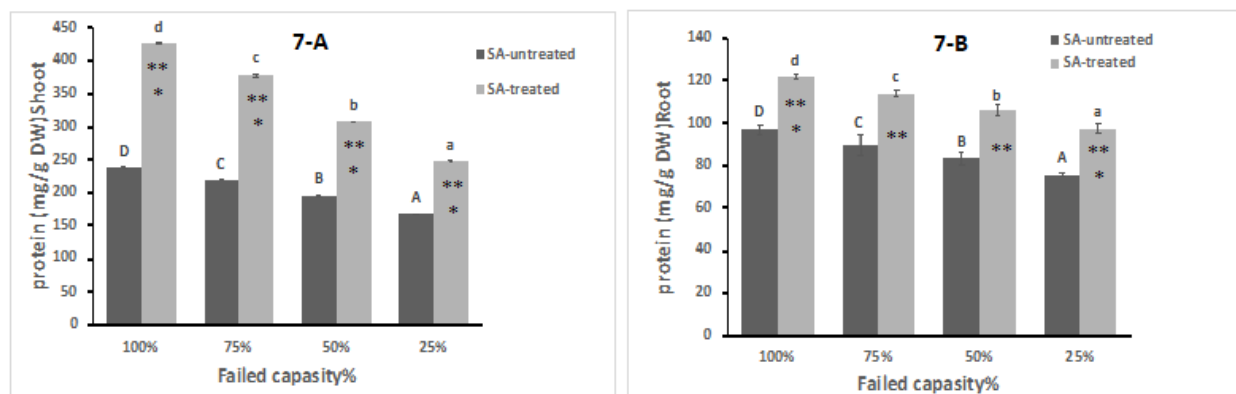 7-A
protein (mg/g DW)Shoot
450
400
350
300
250
200
150
100
50
0
D
d
***
C
c
***
B
b
***
A
a
***
100% 75% 50% 25%
Failed capasity%
SA-untreated
SA-treated
7-B
protein (mg/g DW)Root
140
120
100
80
60
40
20
0
D
d
***
C
c
**
B
b
**
A
a
***
100% 75% 50% 25%
Failed capasity%
SA-untreated
SA-treated